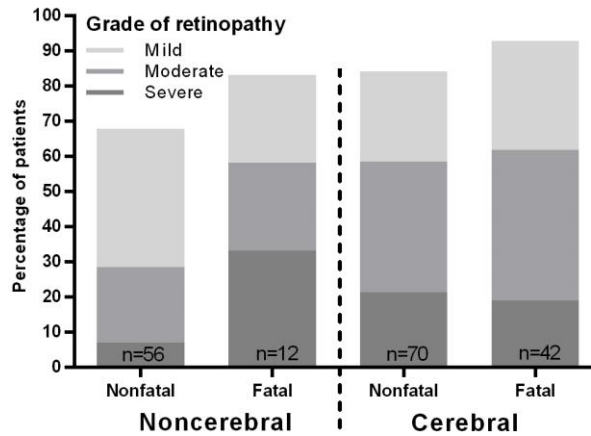 Grade of retinopathy
Mild
Moderate
Severe
Percentage of patients
100
90
80
70
60
50
40
30
20
10
0
n=56 n=12 n=70 n=42
Nonfatal Fatal Nonfatal Fatal
Noncerebral Cerebral